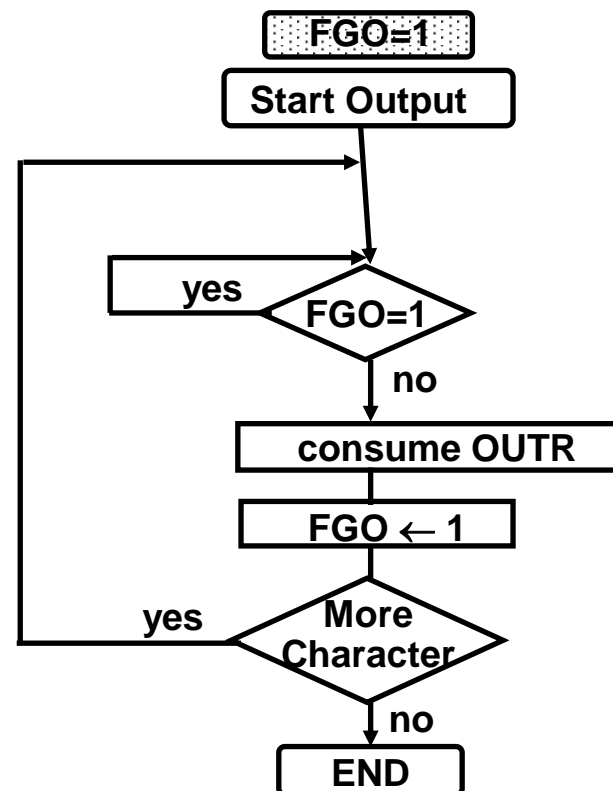 FGO=1
Start Output
yes
FGO=1
no
consume OUTR
FGO ← 1
yes
More
Character
no
END